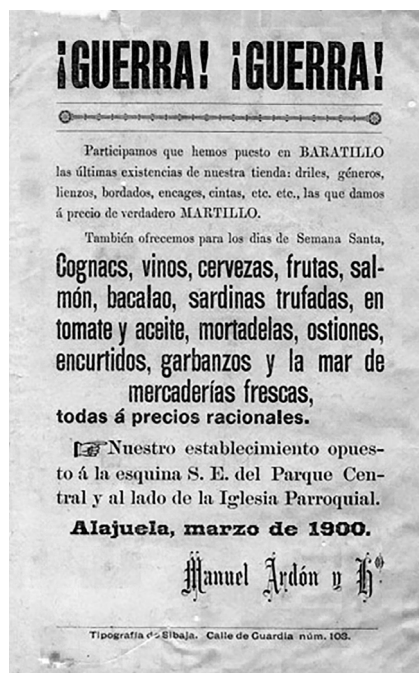 ¡GUERRA! ¡GUERRA!
Participamos que hemos puesto en BARATILLO
las últimas existencias de nuestra tienda: driles, géneros,
lienzos, bordados, encages, cintas, etc. etc., las que damos
á precio de verdadero MARTILLO.
También ofrecemos para los dias de Semana Santa,
Cognacs, vinos, cervezas, frutas, sal-
món, bacalao, sardinas trufadas, en
tomate y aceite, mortadelas, ostiones,
encurtidos, garbanzos y la mar de
mercaderías frescas,
todas á precios racionales.
☞Nuestro establecimiento opues-
to á la esquina S. E. del Parque Cen-
tral y al lado de la Iglesia Parroquial.
Alajuela, marzo de 1900.
Manuel Ardón y Hº.
Tipografía de Sibaja. Calle de Guardia núm. 103.